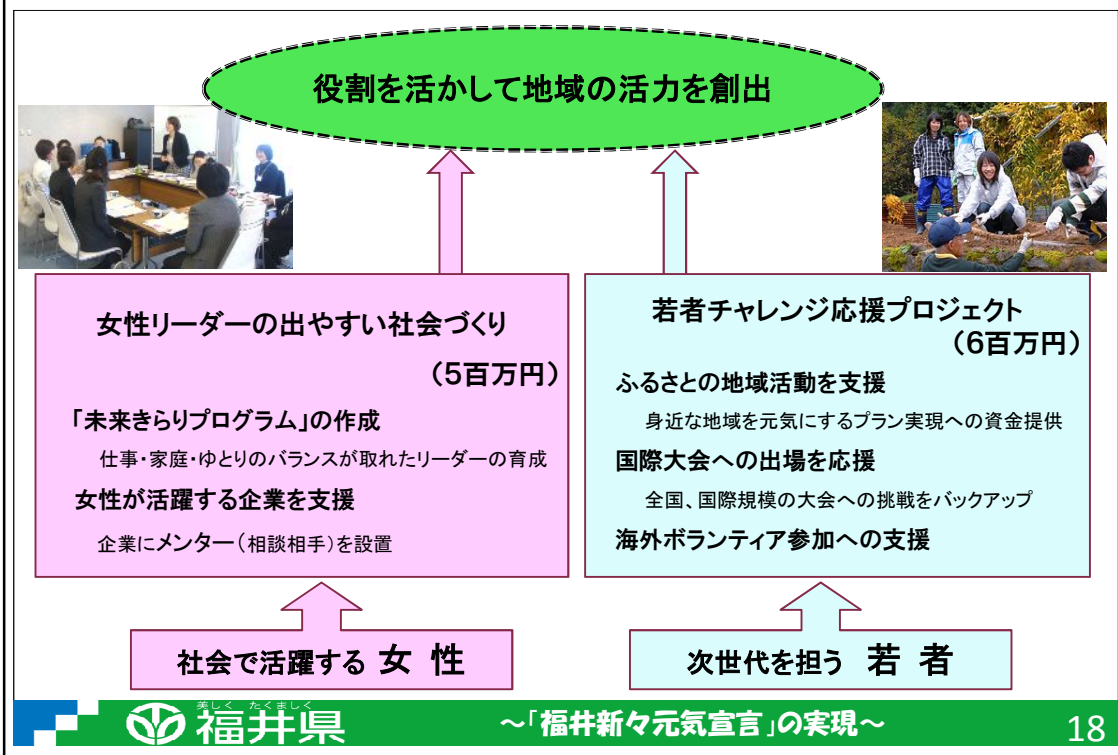 役割を活かして地域の活力を創出
女性リーダーの出やすい社会づくり
（5百万円）
「未来きらりプログラム」の作成
仕事・家庭・ゆとりのバランスが取れたリーダーの育成
女性が活躍する企業を支援
企業にメンター（相談相手）を設置
若者チャレンジ応援プロジェクト
（6百万円）
ふるさとの地域活動を支援
身近な地域を元気にするプラン実現への資金提供
国際大会への出場を応援
全国、国際規模の大会への挑戦をバックアップ
海外ボランティア参加への支援
社会で活躍する 女 性
次世代を担う 若 者
美しく たくましく
福井県
～「福井新々元気宣言」の実現～
18